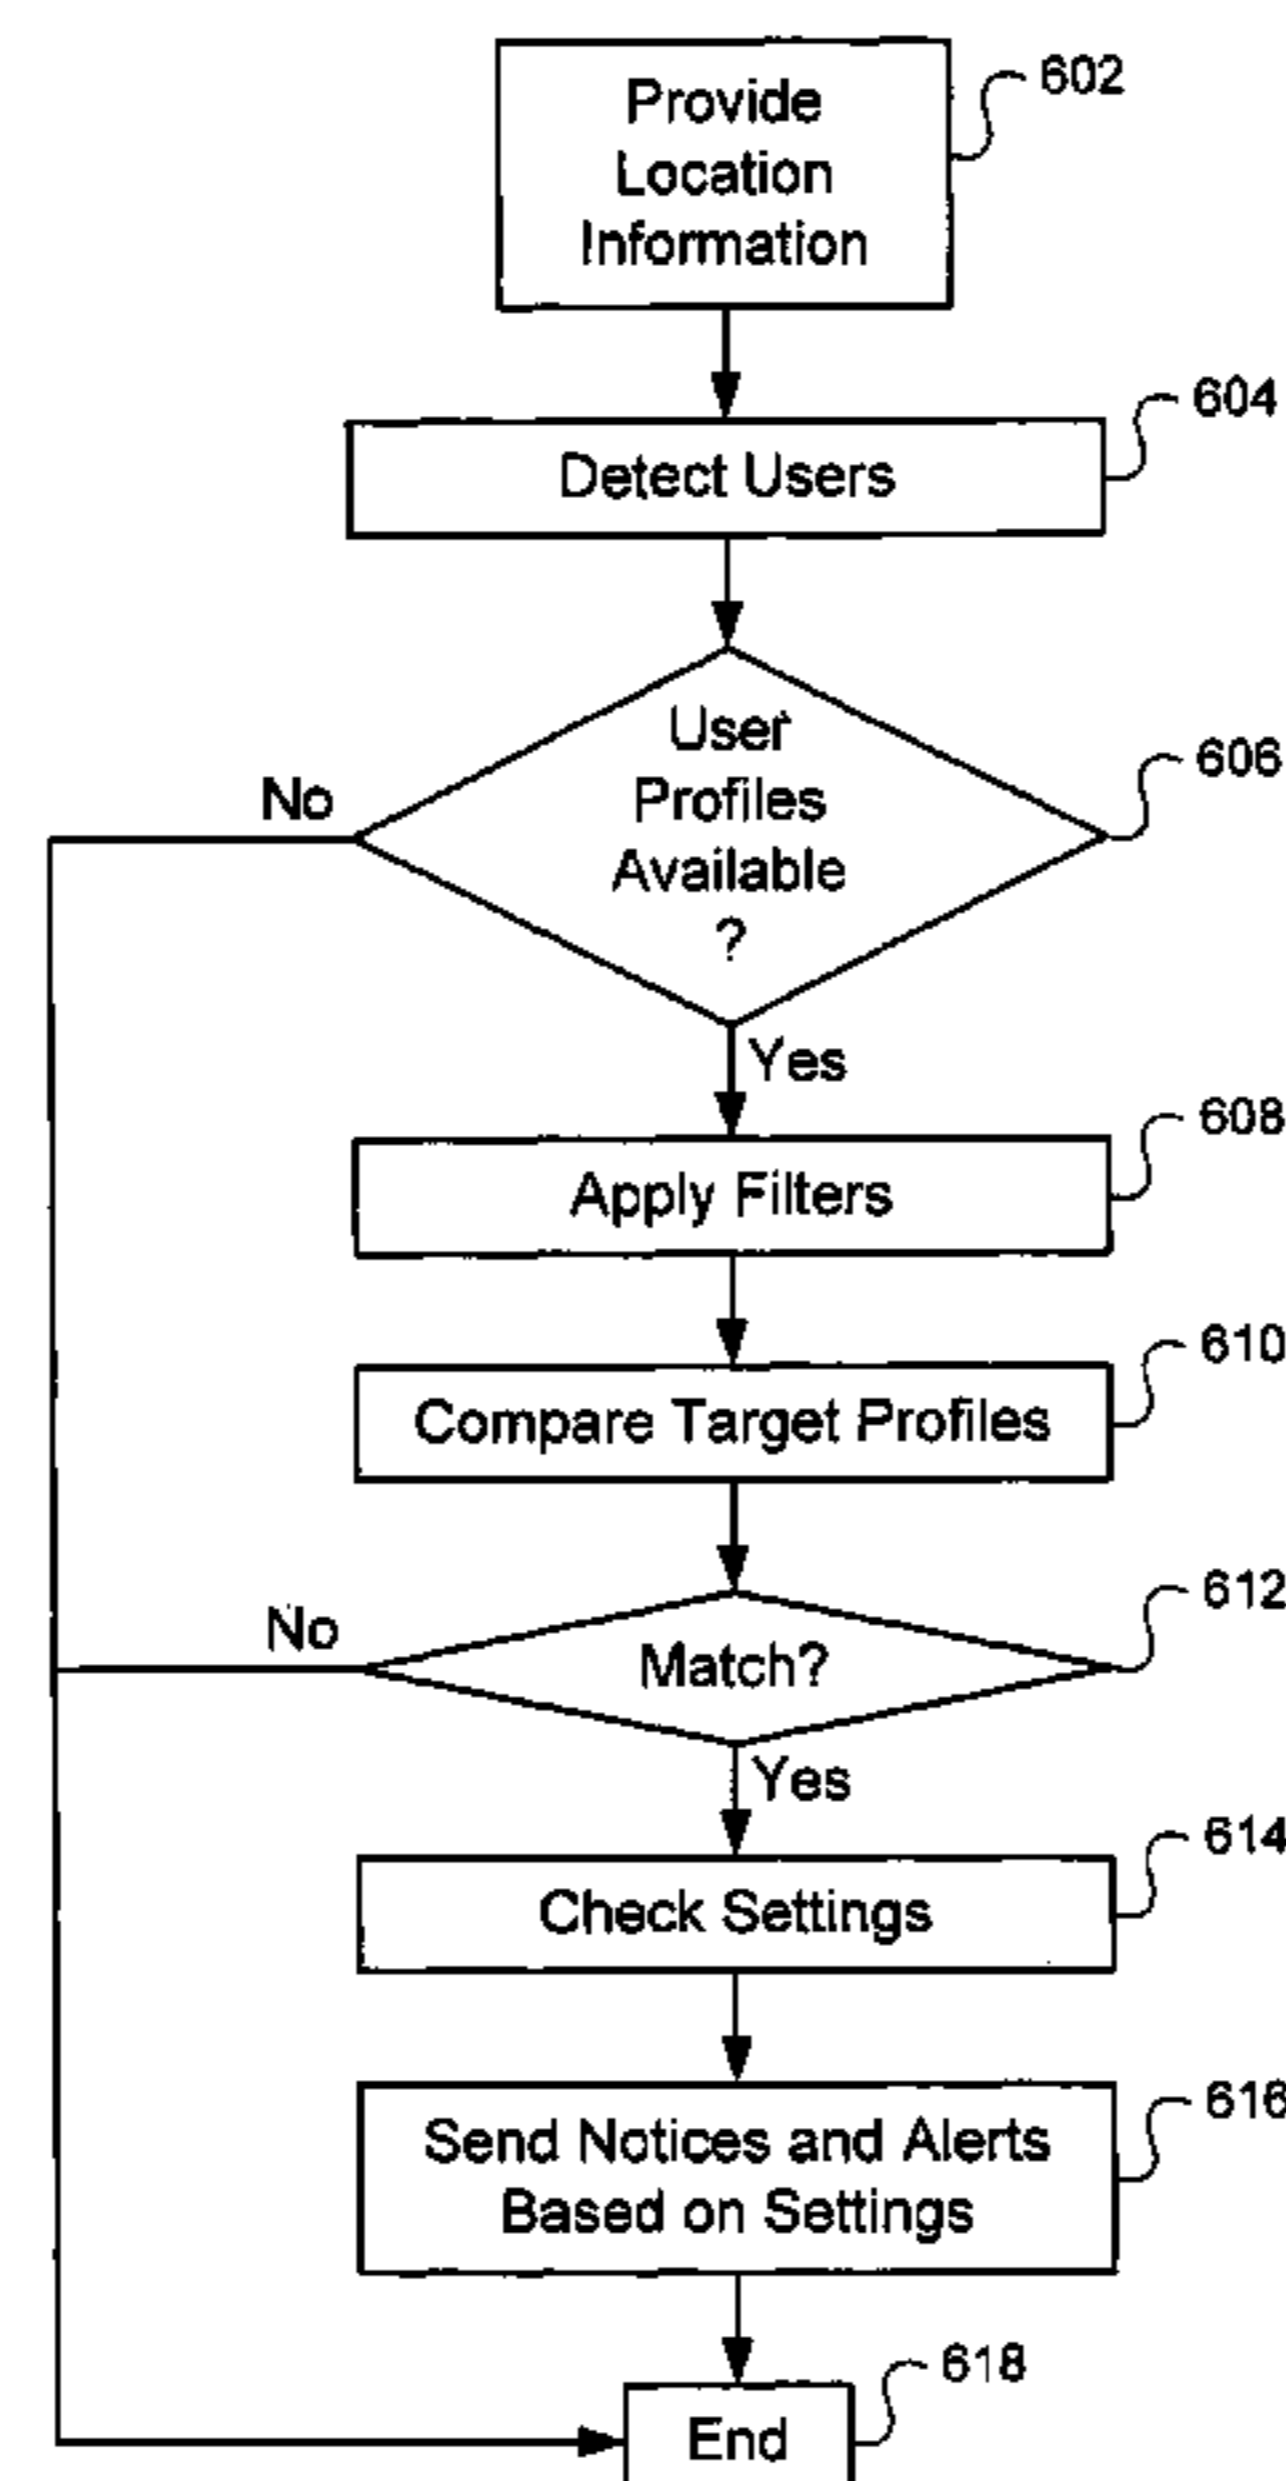 Provide
Location
Information
602
Detect Users
604
User
Profiles
Available
?
606
No
Yes
Apply Filters
608
Compare Target Profiles
610
Match?
612
No
Yes
Check Settings
614
Send Notices and Alerts
Based on Settings
616
End
618